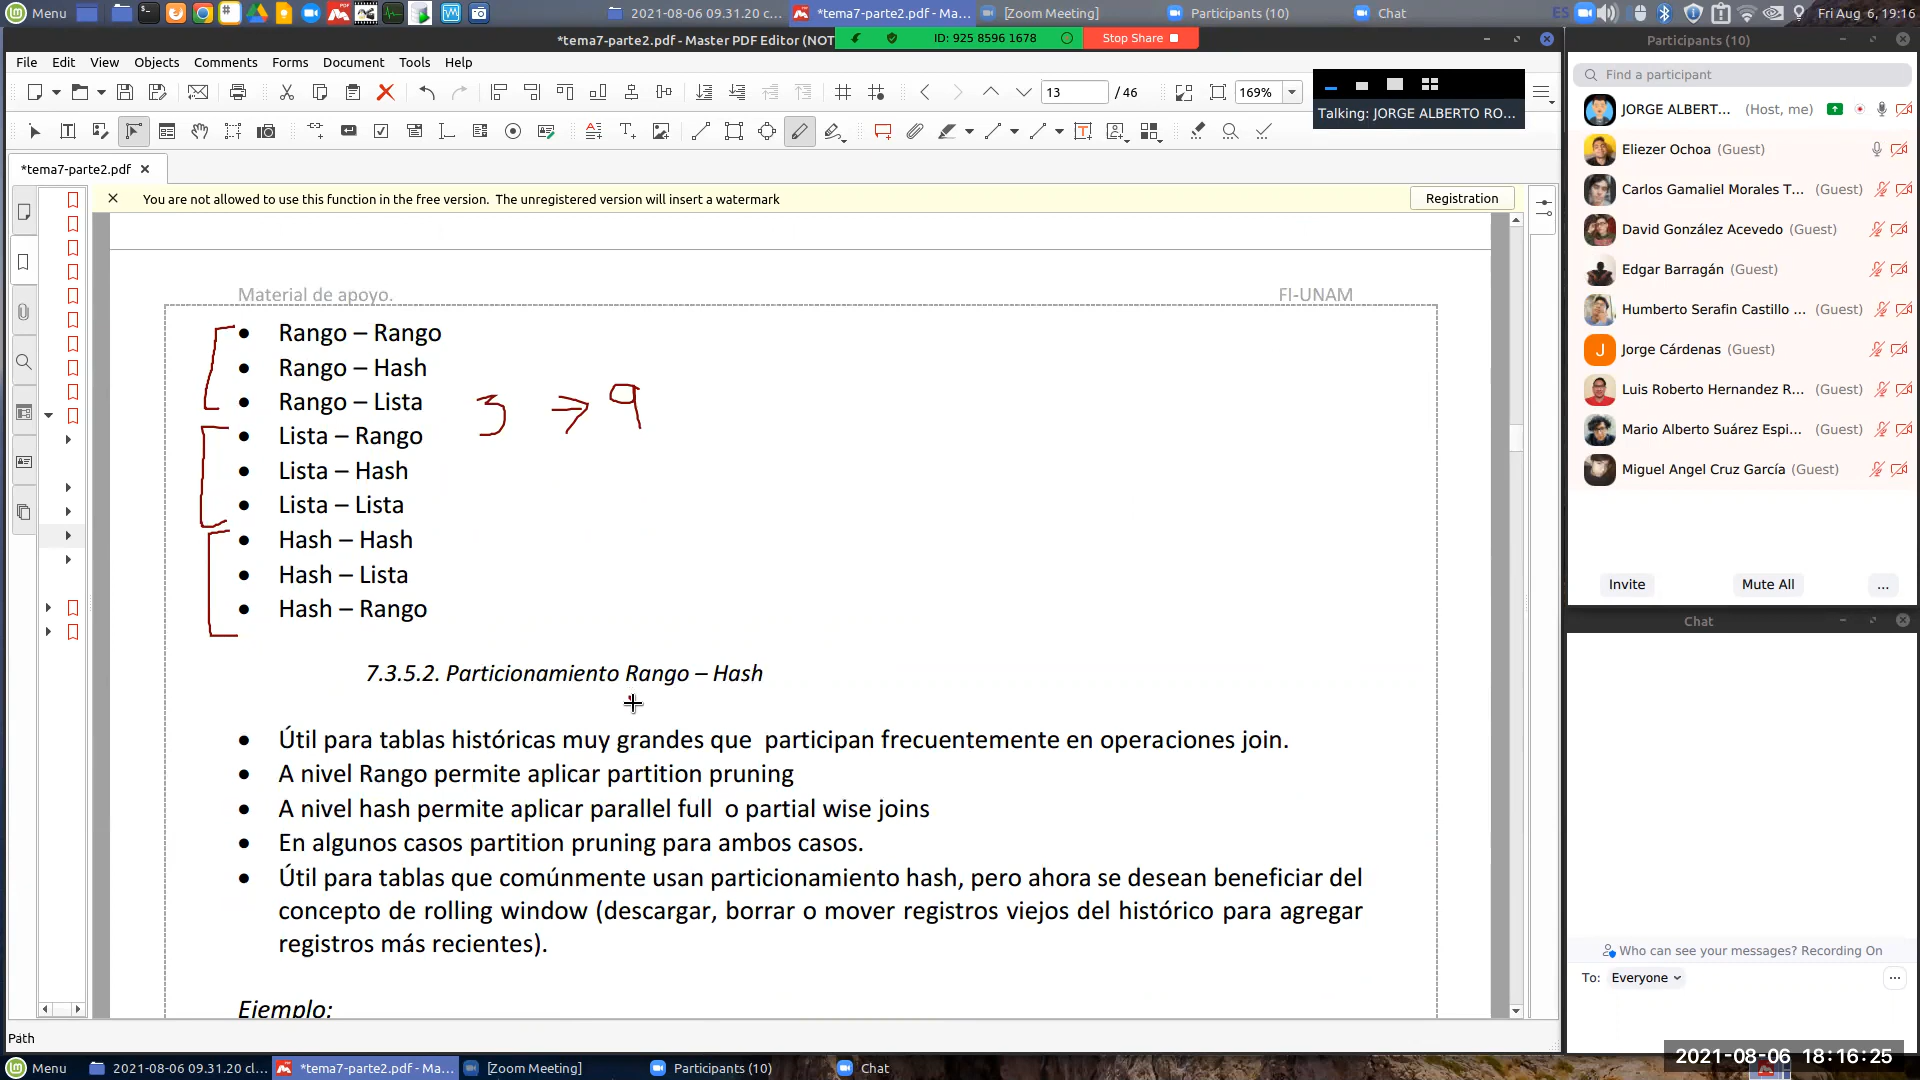 Menu
2021-08-06 09.31.20 c...
*tema7-parte2.pdf - Ma...
[Zoom Meeting]
Participants (10)
Chat
ES
Fri Aug 6, 19:16
*tema7-parte2.pdf - Master PDF Editor (NOT
ID: 925 8596 1678
Stop Share
File Edit View Objects Comments Forms Document Tools Help
13 / 46
169%
Talking: JORGE ALBERTO RO...
*tema7-parte2.pdf
You are not allowed to use this function in the free version. The unregistered version will insert a watermark
Registration
Material de apoyo.
FI-UNAM
• Rango – Rango
• Rango – Hash
• Rango – Lista
3 → 9
• Lista – Rango
• Lista – Hash
• Lista – Lista
• Hash – Hash
• Hash – Lista
• Hash – Rango
7.3.5.2. Particionamiento Rango – Hash
• Útil para tablas históricas muy grandes que participan frecuentemente en operaciones join.
• A nivel Rango permite aplicar partition pruning
• A nivel hash permite aplicar parallel full o partial wise joins
• En algunos casos partition pruning para ambos casos.
• Útil para tablas que comúnmente usan particionamiento hash, pero ahora se desean beneficiar del
concepto de rolling window (descargar, borrar o mover registros viejos del histórico para agregar
registros más recientes).
Ejemplo:
Path
Participants (10)
Find a participant
JORGE ALBERT... (Host, me)
Eliezer Ochoa (Guest)
Carlos Gamaliel Morales T... (Guest)
David González Acevedo (Guest)
Edgar Barragán (Guest)
Humberto Serafin Castillo ... (Guest)
J
Jorge Cárdenas (Guest)
Luis Roberto Hernandez R... (Guest)
Mario Alberto Suárez Espi... (Guest)
Miguel Angel Cruz García (Guest)
Invite
Mute All
...
Chat
Who can see your messages? Recording On
To: Everyone
Menu
2021-08-06 09.31.20 cl...
*tema7-parte2.pdf - Ma...
[Zoom Meeting]
Participants (10)
Chat
2021-08-06 18:16:25